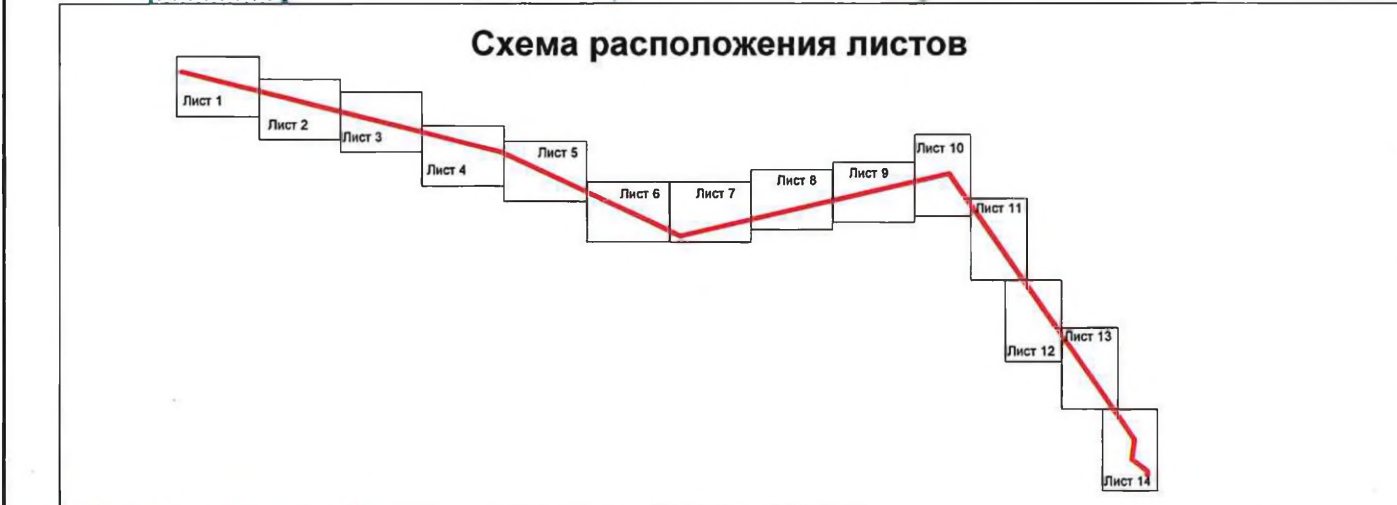 Схема расположения листов
Лист 1
Лист 2
Лист 3
Лист 4
Лист 5
Лист 6
Лист 7
Лист 8
Лист 9
Лист 10
Лист 11
Лист 12
Лист 13
Лист 14